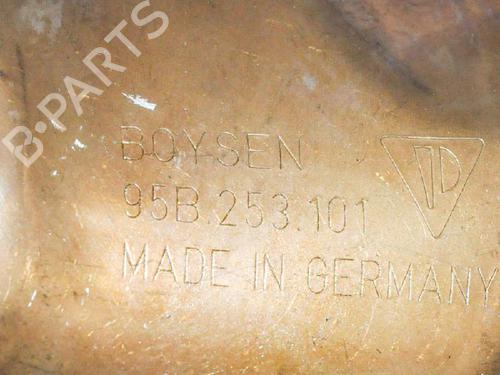 B-PARTS
BOYSEN
95B.253.101
MADE IN GERMANY